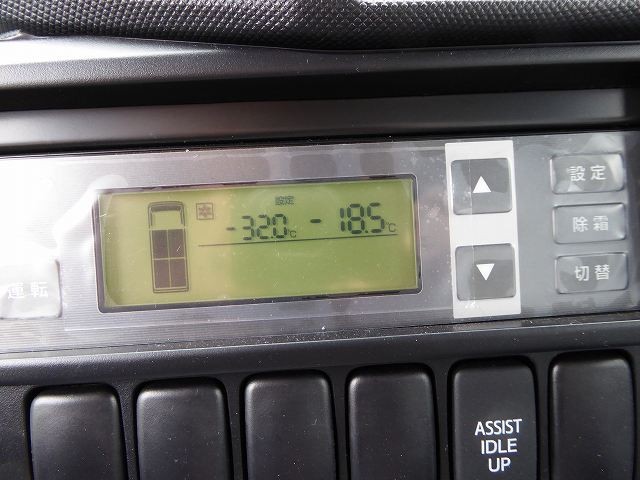 設定
-32.0℃ -18.5℃
▲
▼
設定
除霜
切替
運転
ASSIST
IDLE
UP